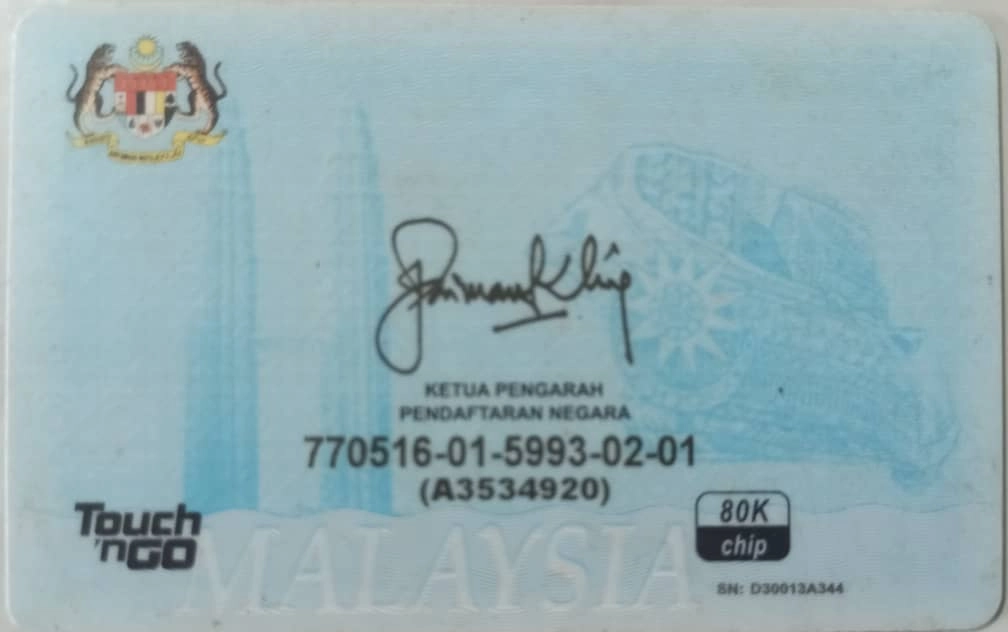 KETUA PENGARAH
PENDAFTARAN NEGARA
770516-01-5993-02-01
(A3534920)
Touch
'nGO
80K
chip
MALAYSIA
SN: D30013A344